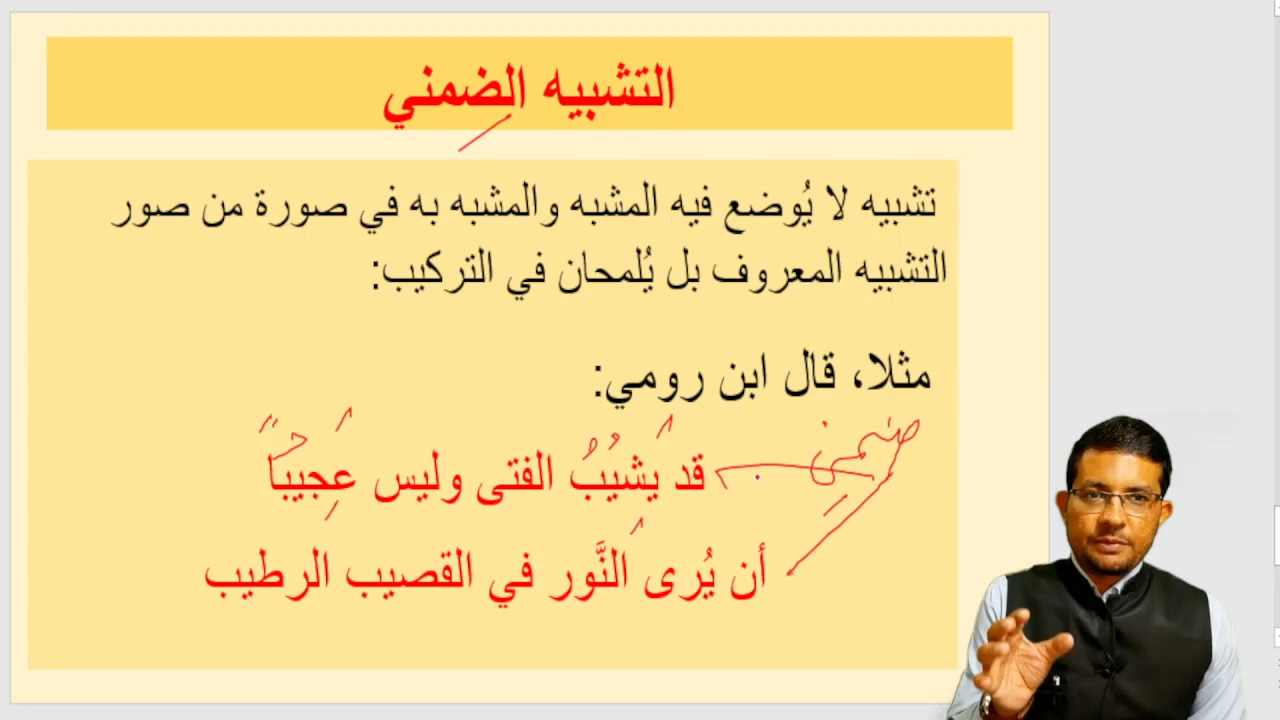 التشبيه الضمني
تشبيه لا يُوضع فيه المشبه والمشبه به في صورة من صور
التشبيه المعروف بل يُلمحان في التركيب:
مثلا، قال ابن رومي:
ضمن
قد يشيبُ الفتى وليس عجيباً
أن يُرى النَّور في القصيب الرطيب